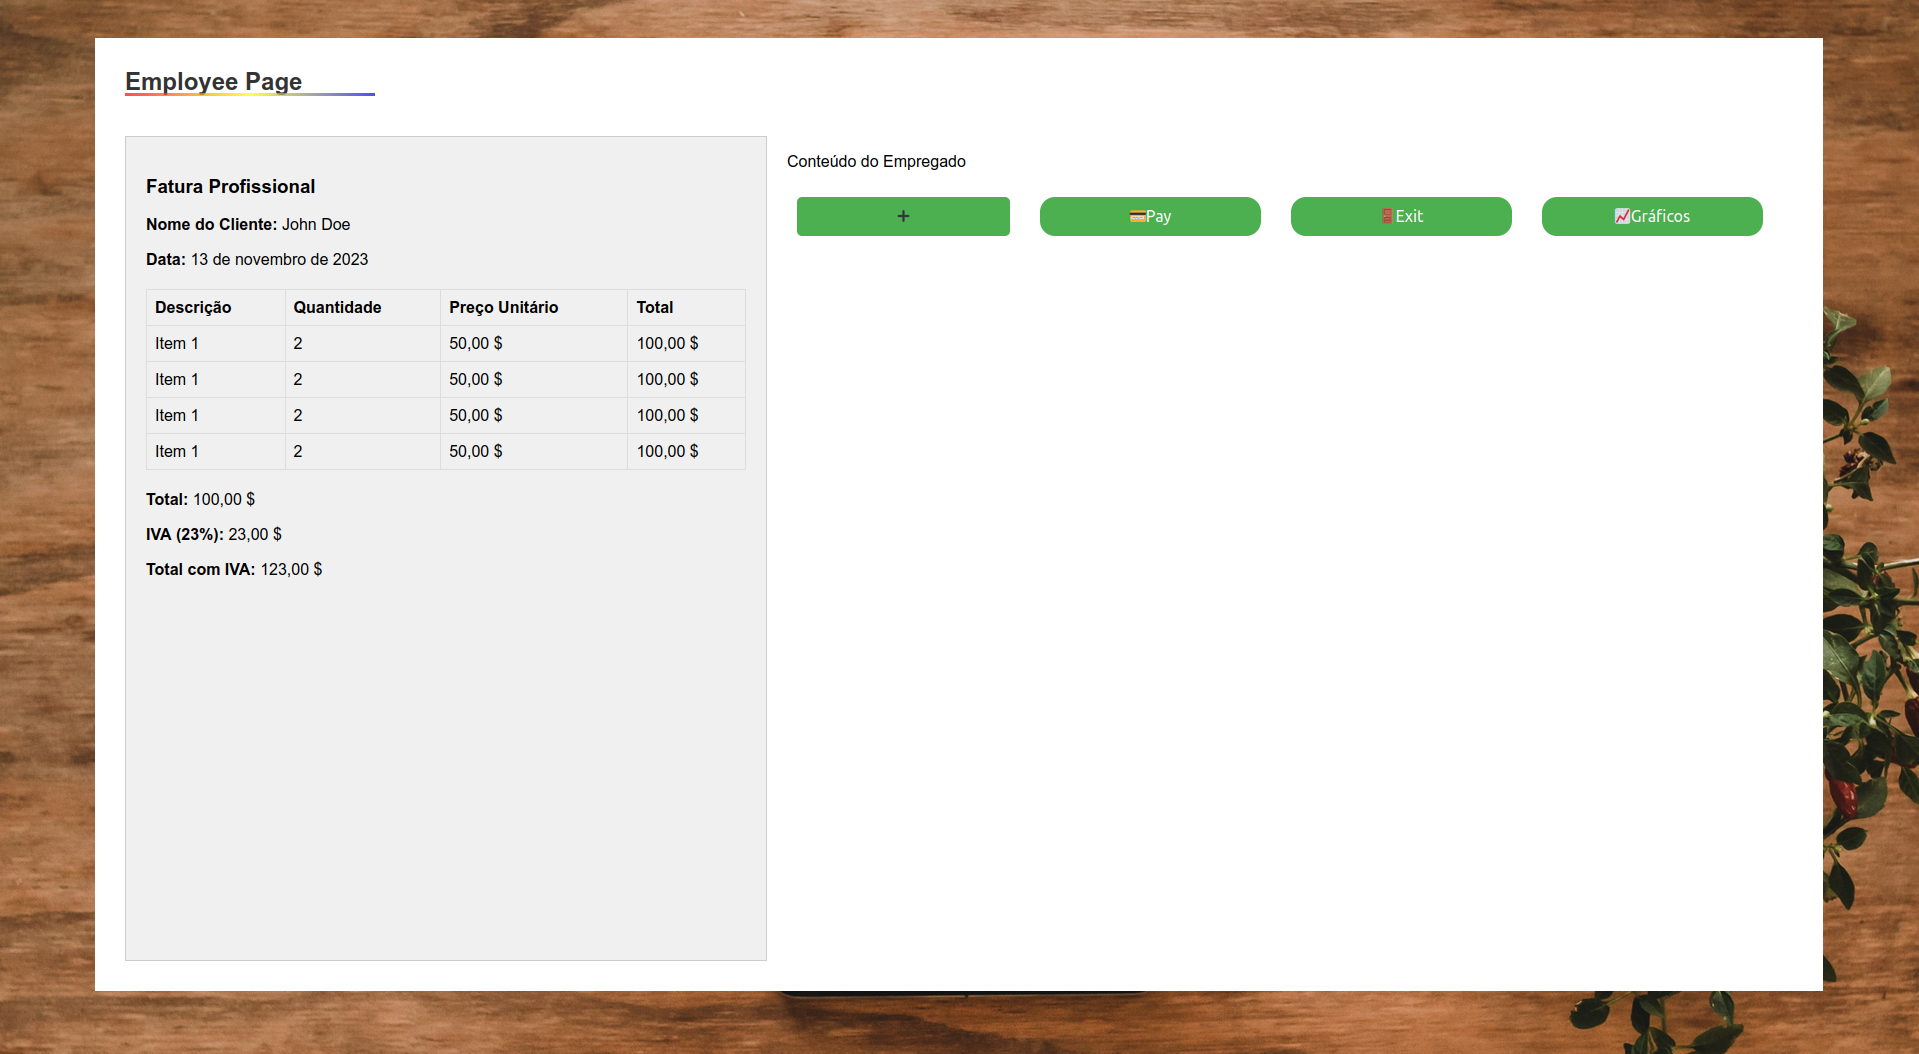 Employee Page
Fatura Profissional
Nome do Cliente: John Doe
Data: 13 de novembro de 2023
Descrição Quantidade Preço Unitário Total
Item 1 2 50,00 $ 100,00 $
Item 1 2 50,00 $ 100,00 $
Item 1 2 50,00 $ 100,00 $
Item 1 2 50,00 $ 100,00 $
Total: 100,00 $
IVA (23%): 23,00 $
Total com IVA: 123,00 $
Conteúdo do Empregado
➕ 💳Pay 🚪Exit 📈Gráficos